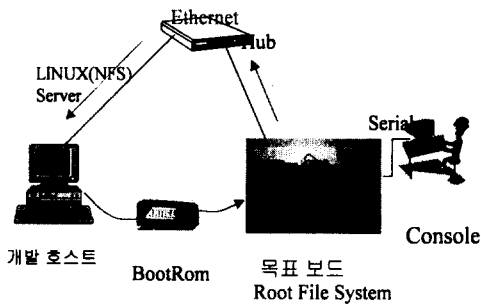 Ethernet
Hub
LINUX(NFS)
Server
Serial
개발 호스트
BootRom
목표 보드
Root File System
Console